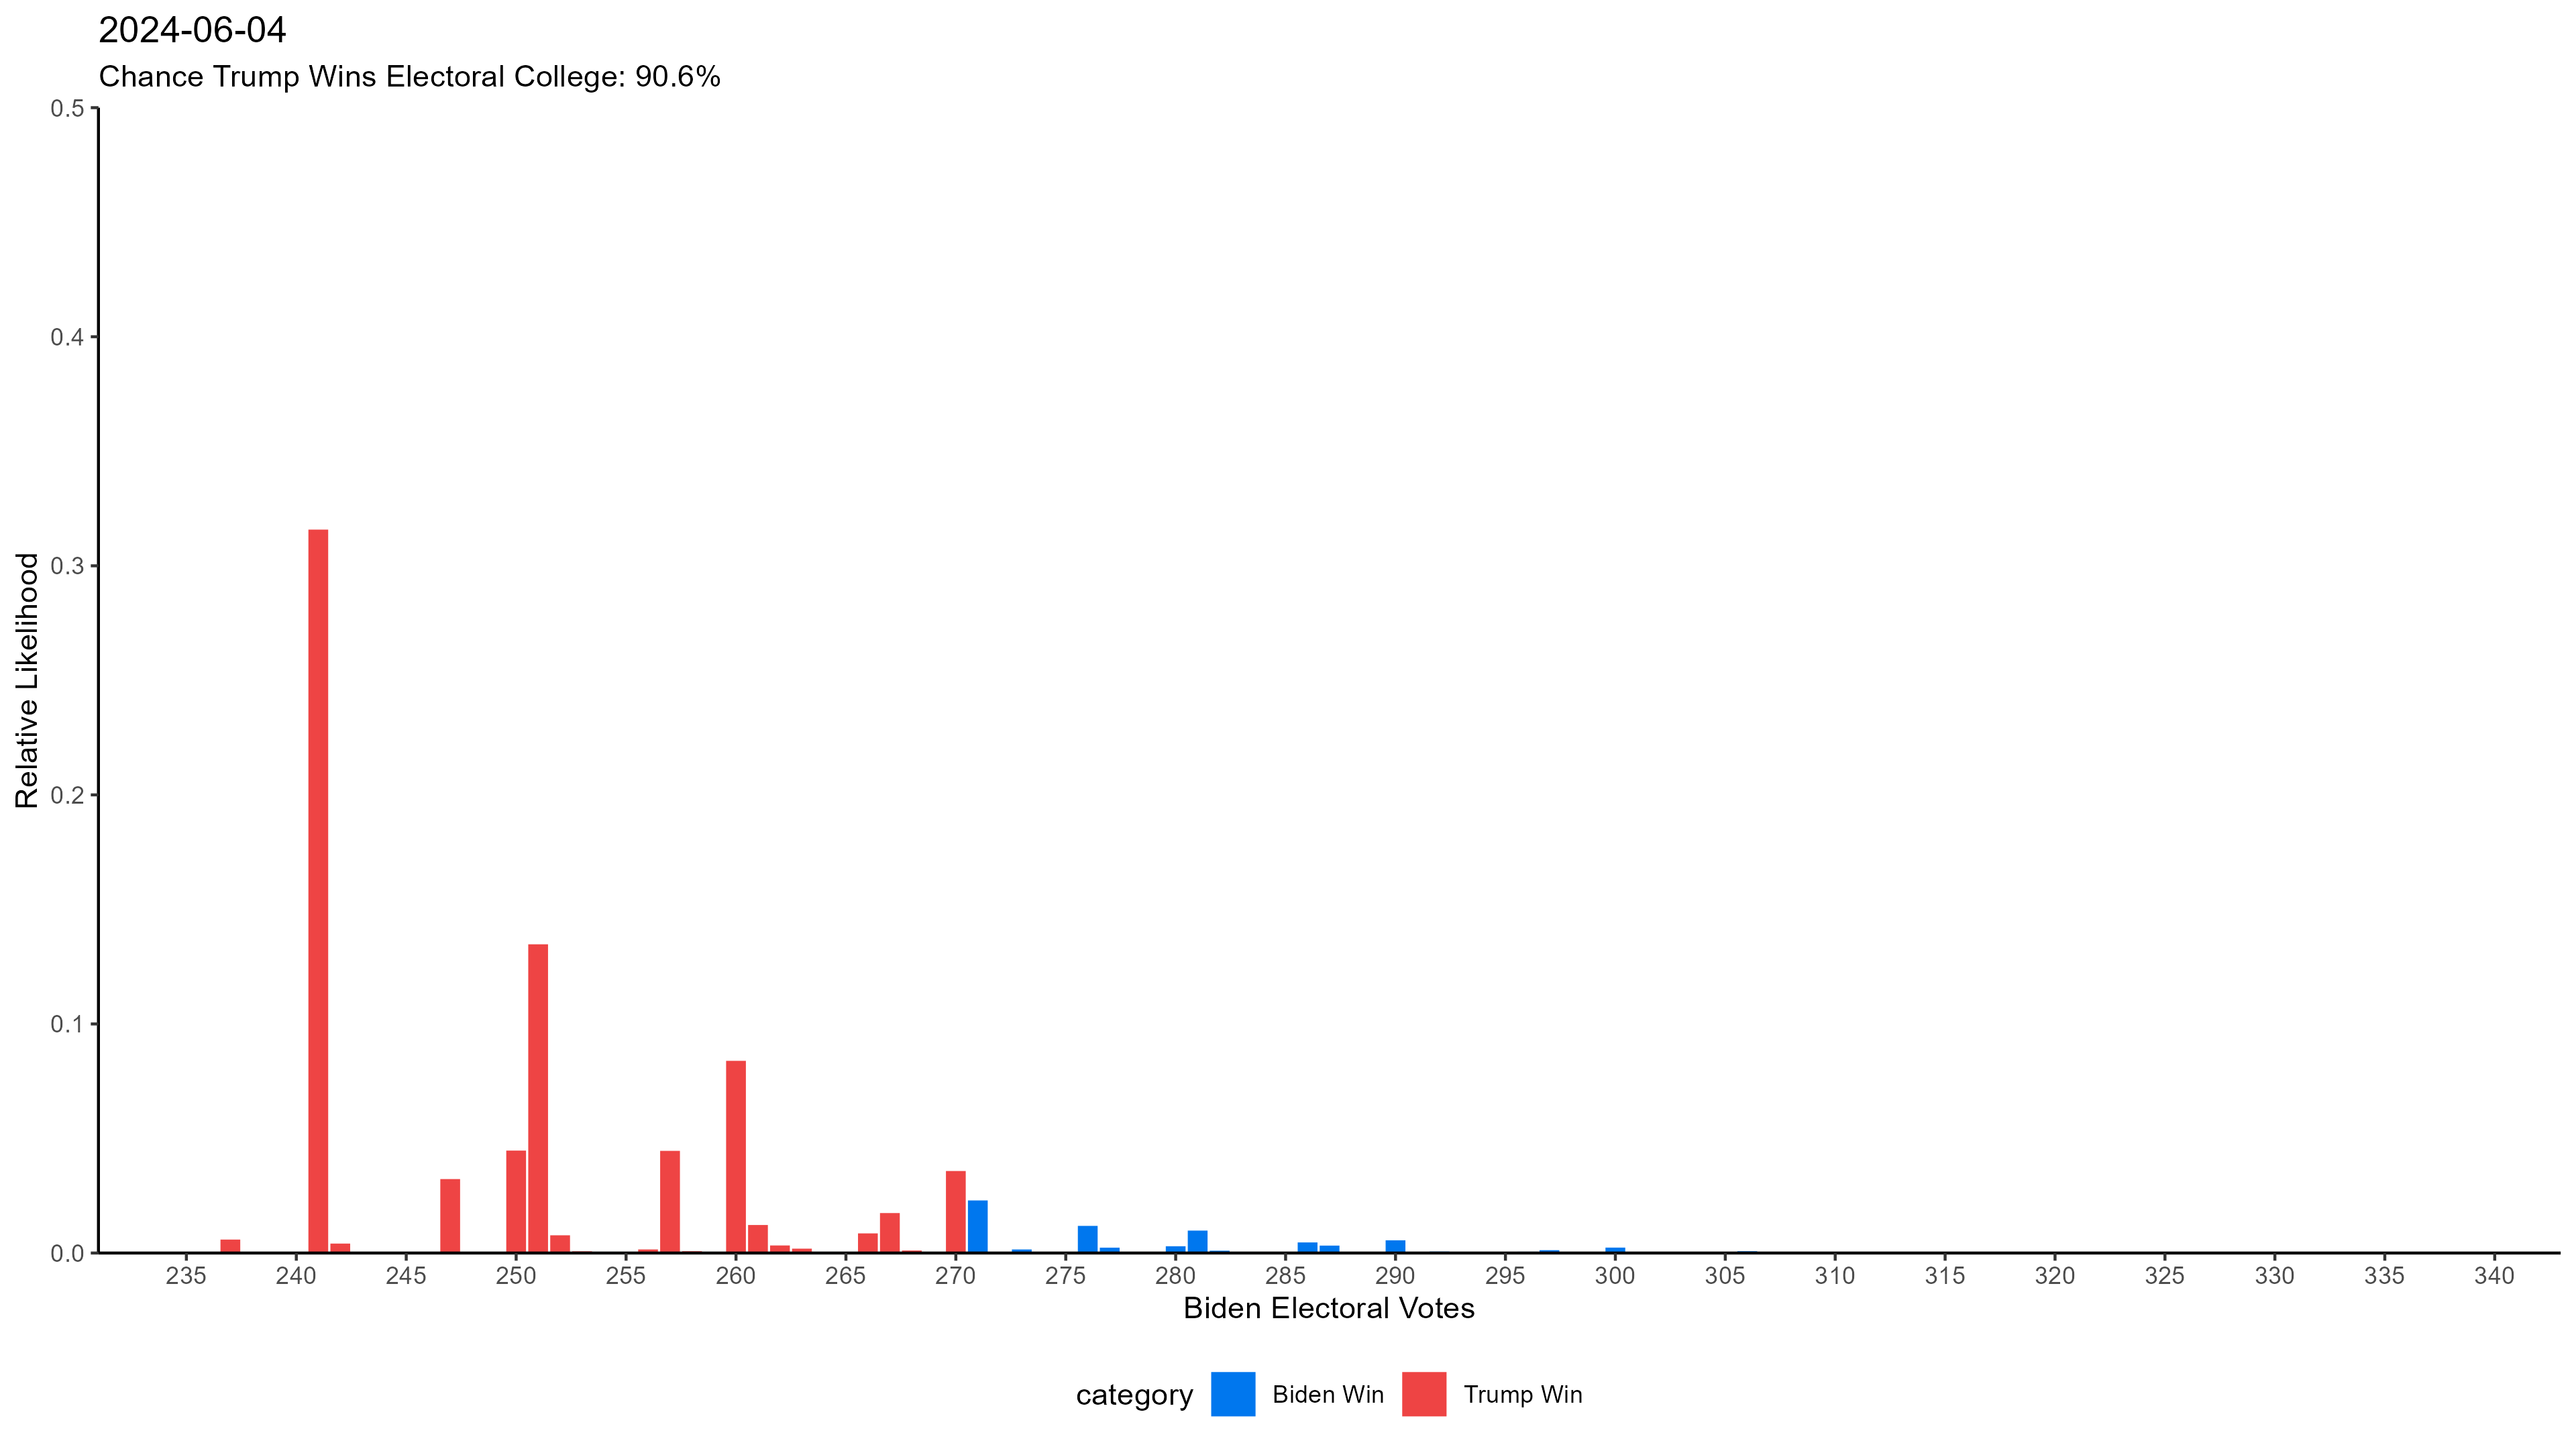 2024-06-04
Chance Trump Wins Electoral College: 90.6%
0.5
0.4
0.3
0.2
0.1
0.0
Relative Likelihood
235 240 245 250 255 260 265 270 275 280 285 290 295 300 305 310 315 320 325 330 335 340
Biden Electoral Votes
category Biden Win Trump Win